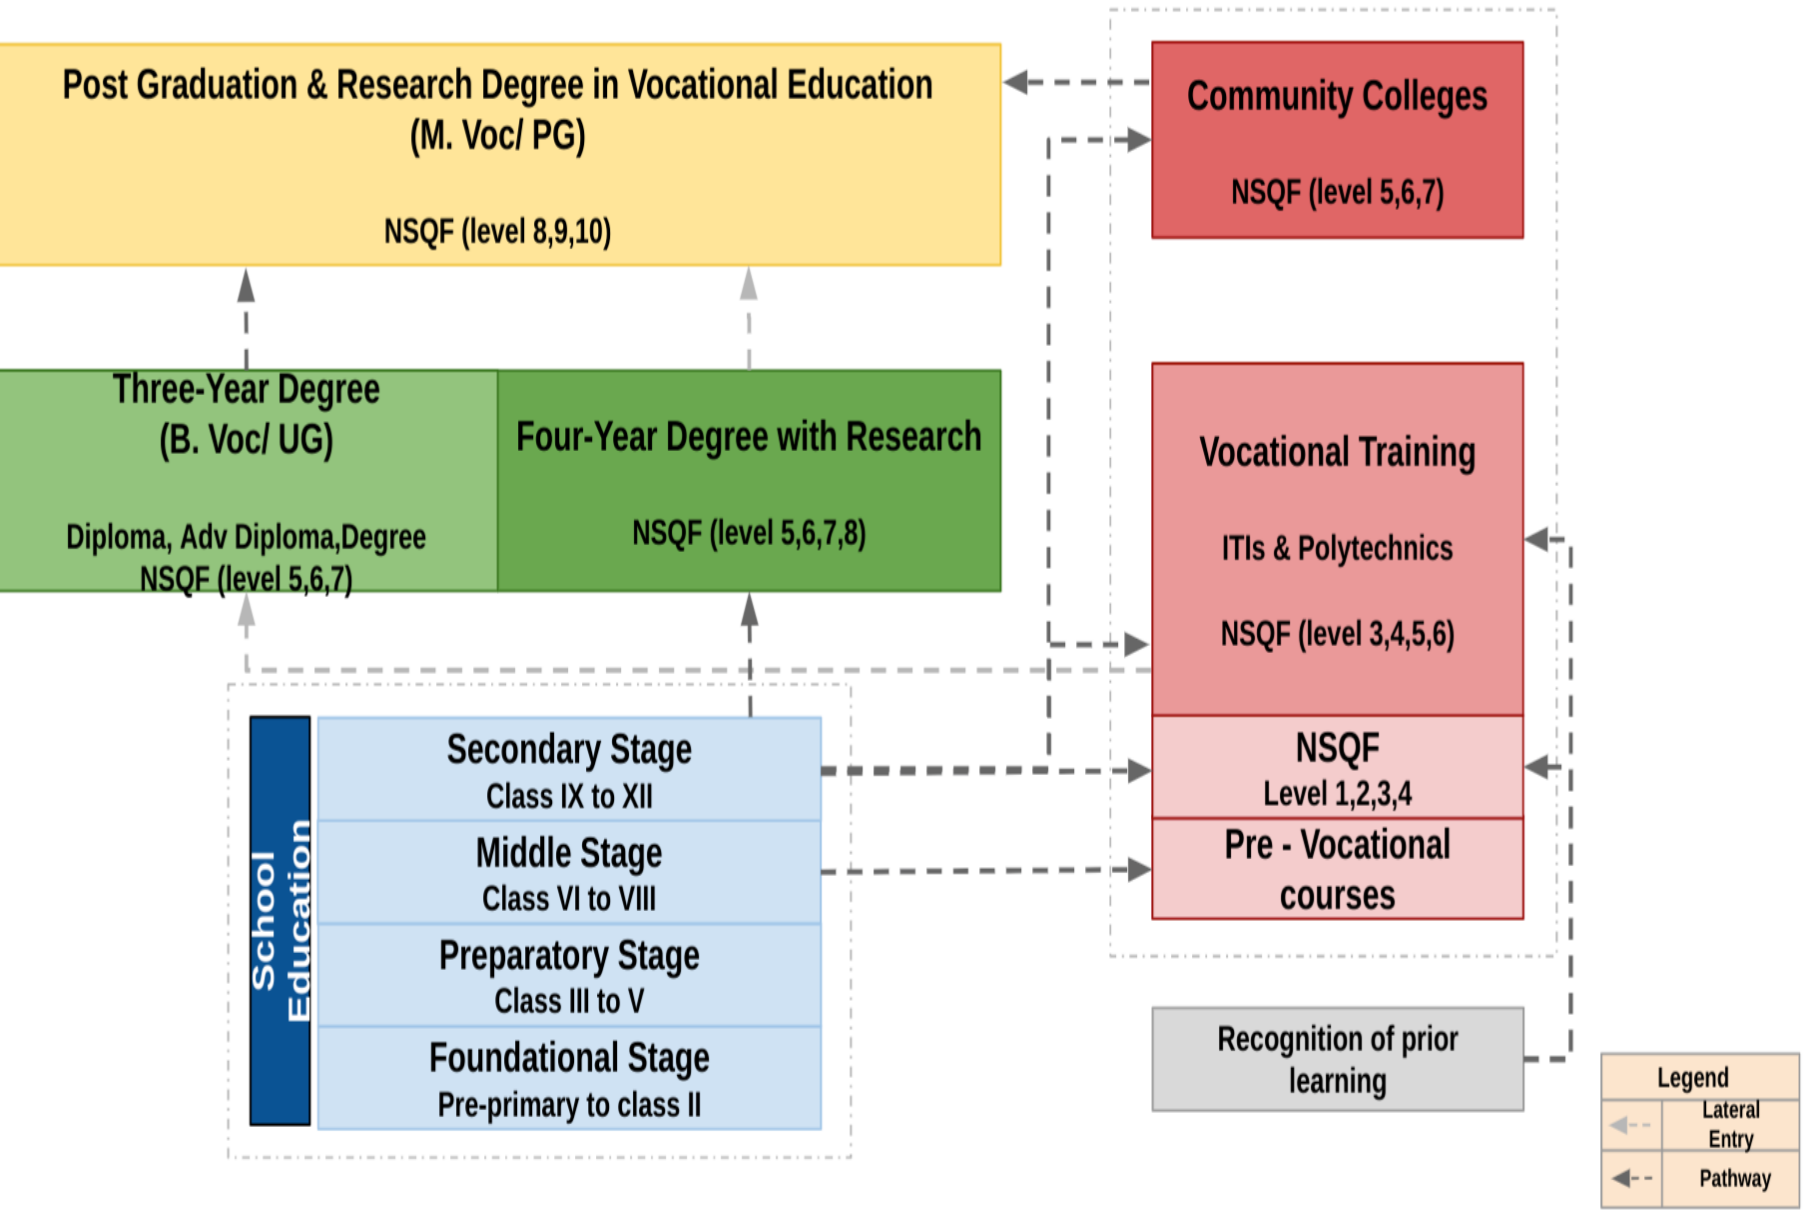 Post Graduation & Research Degree in Vocational Education
(M. Voc/ PG)
NSQF (level 8,9,10)
Community Colleges
NSQF (level 5,6,7)
Three-Year Degree
(B. Voc/ UG)
Diploma, Adv Diploma,Degree
NSQF (level 5,6,7)
Four-Year Degree with Research
NSQF (level 5,6,7,8)
Vocational Training
ITIs & Polytechnics
NSQF (level 3,4,5,6)
NSQF
Level 1,2,3,4
Pre - Vocational
courses
School
Education
Secondary Stage
Class IX to XII
Middle Stage
Class VI to VIII
Preparatory Stage
Class III to V
Foundational Stage
Pre-primary to class II
Recognition of prior
learning
Legend
Lateral
Entry
Pathway